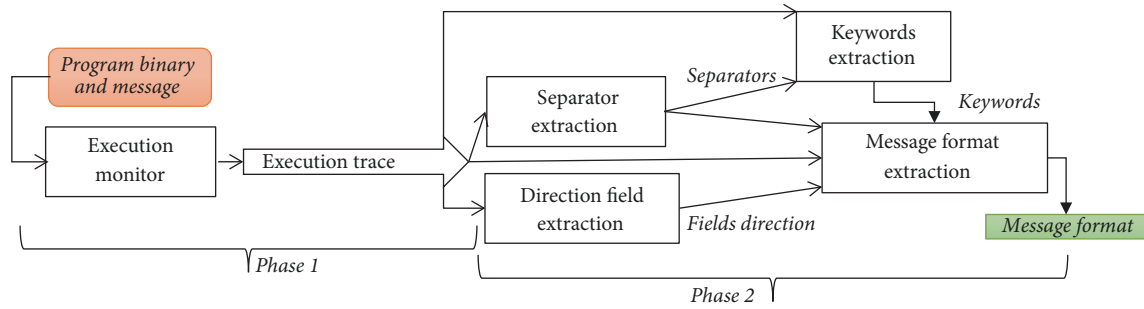 Program binary
and message
Execution
monitor
Execution trace
Separator
extraction
Separators
Keywords
extraction
Keywords
Message format
extraction
Direction field
extraction
Fields direction
Message format
Phase 1
Phase 2